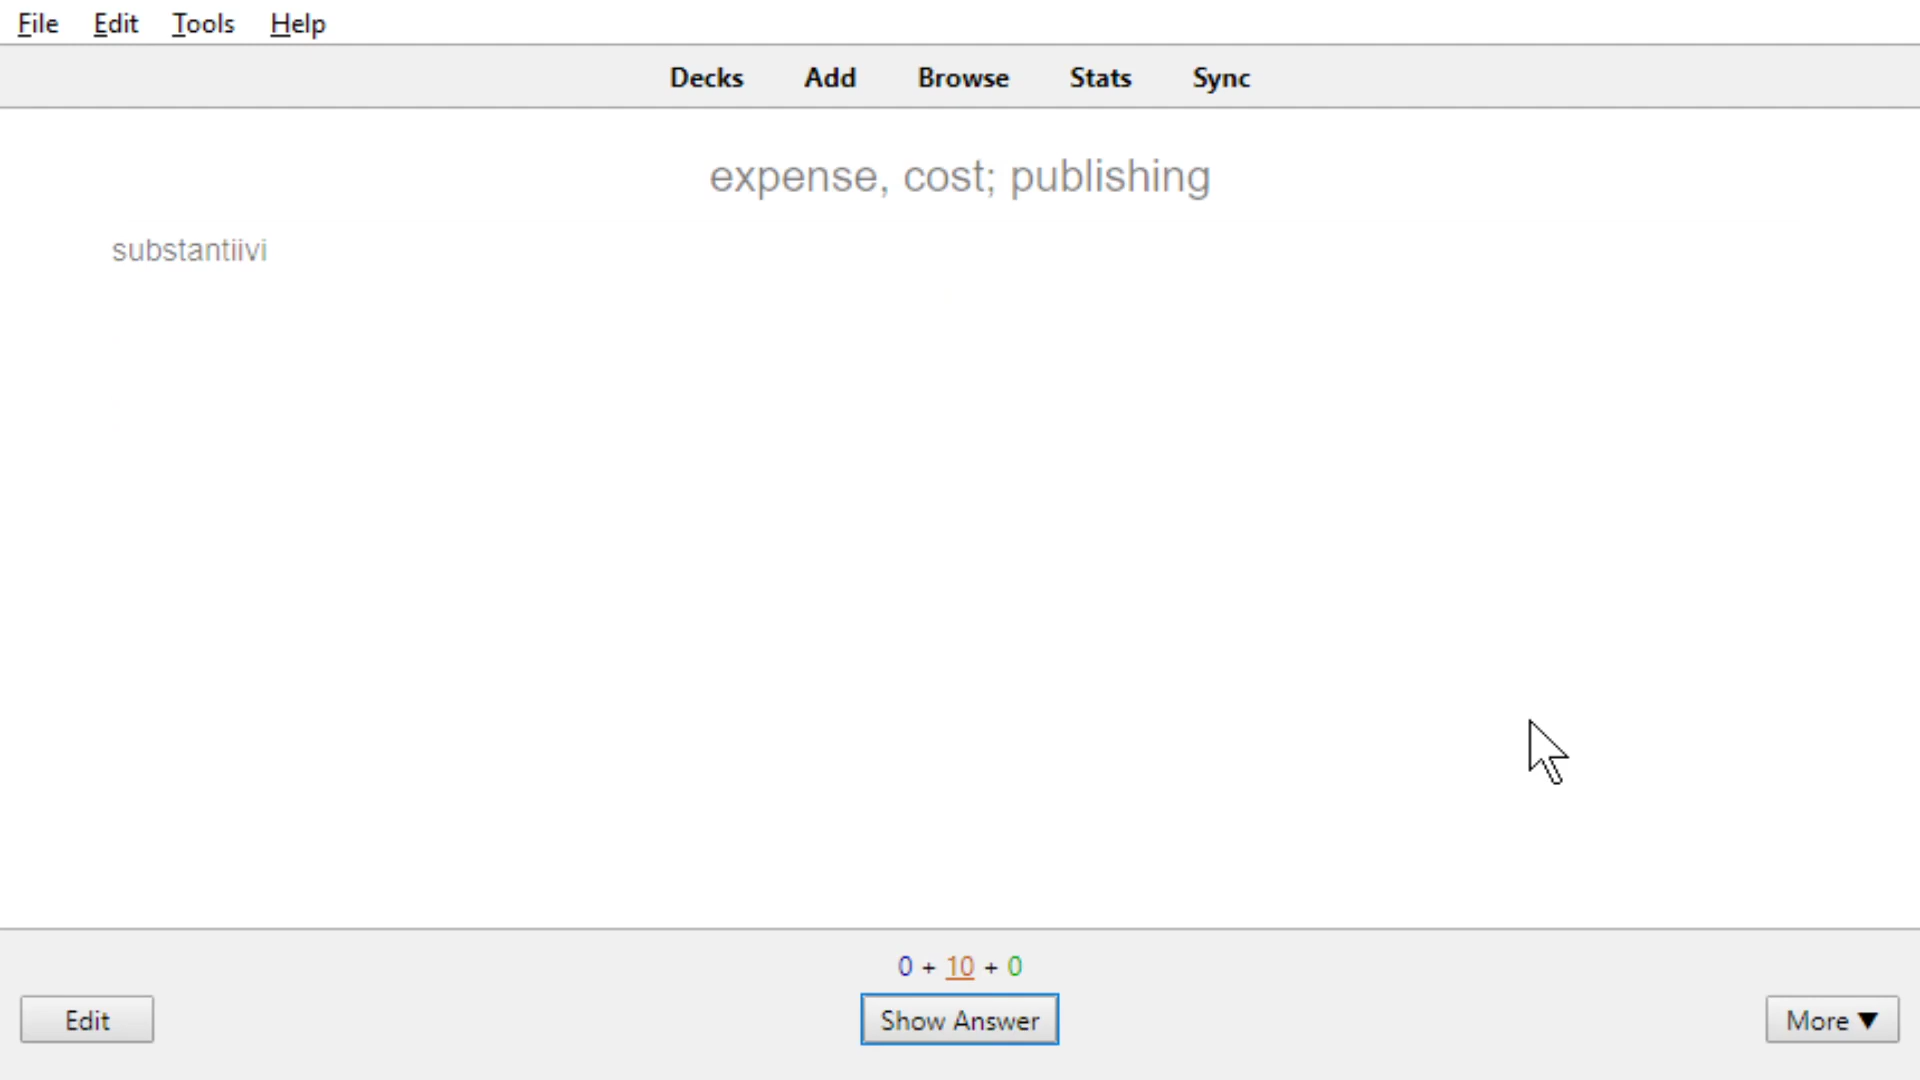 File Edit Tools Help
Decks Add Browse Stats Sync
expense, cost; publishing
substantiivi
0 + 10 + 0
Edit Show Answer More ▼